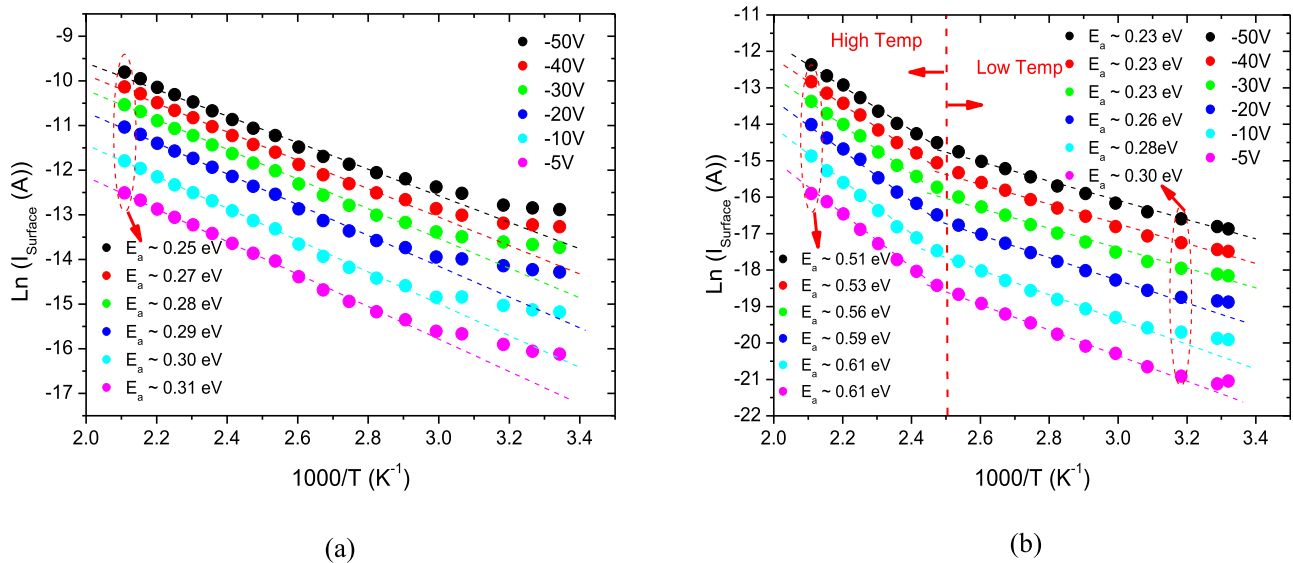 -9
-10
-11
-12
-13
-14
-15
-16
-17
Ln (I_Surface (A))
-50V
-40V
-30V
-20V
-10V
-5V
E_a ~ 0.25 eV
E_a ~ 0.27 eV
E_a ~ 0.28 eV
E_a ~ 0.29 eV
E_a ~ 0.30 eV
E_a ~ 0.31 eV
2.0 2.2 2.4 2.6 2.8 3.0 3.2 3.4
1000/T (K⁻¹)
(a)
-11
-12
-13
-14
-15
-16
-17
-18
-19
-20
-21
-22
Ln (I_Surface (A))
High Temp
Low Temp
E_a ~ 0.23 eV
E_a ~ 0.23 eV
E_a ~ 0.23 eV
E_a ~ 0.26 eV
E_a ~ 0.28eV
E_a ~ 0.30 eV
-50V
-40V
-30V
-20V
-10V
-5V
E_a ~ 0.51 eV
E_a ~ 0.53 eV
E_a ~ 0.56 eV
E_a ~ 0.59 eV
E_a ~ 0.61 eV
E_a ~ 0.61 eV
2.0 2.2 2.4 2.6 2.8 3.0 3.2 3.4
1000/T (K⁻¹)
(b)